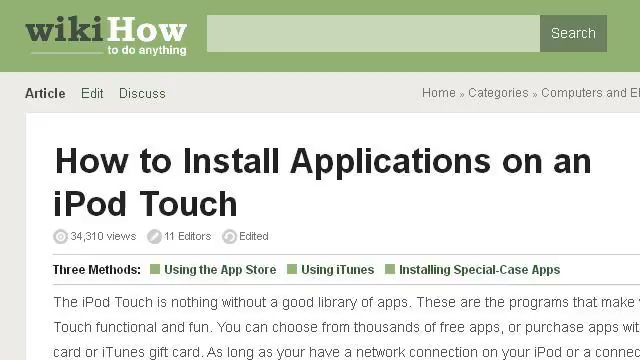 wikiHow
to do anything
Search
Article Edit Discuss Home » Categories » Computers and El
How to Install Applications on an
iPod Touch
34,310 views 11 Editors Edited
Three Methods: Using the App Store Using iTunes Installing Special-Case Apps
The iPod Touch is nothing without a good library of apps. These are the programs that make
Touch functional and fun. You can choose from thousands of free apps, or purchase apps wit
card or iTunes gift card. As long as your have a network connection on your iPod or a connec